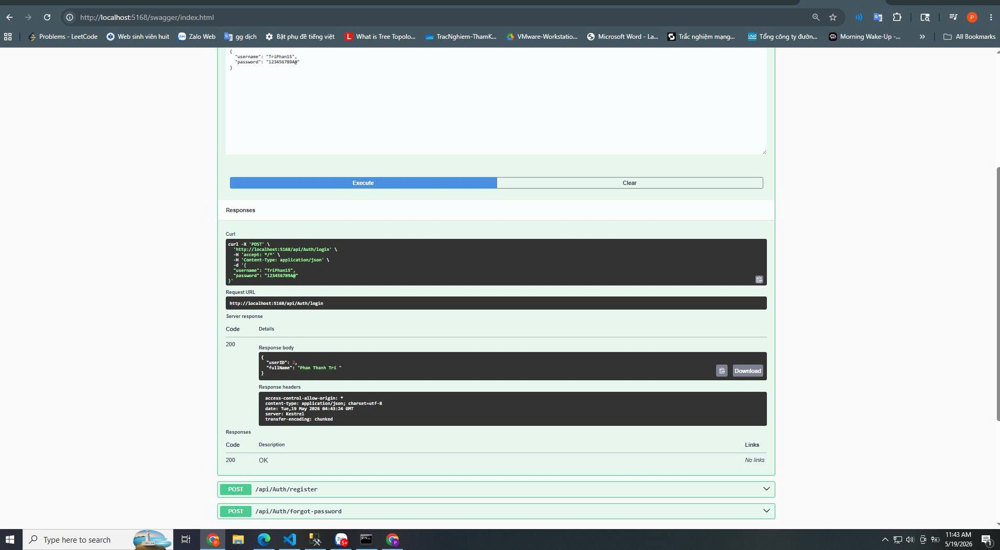 http://localhost:5168/swagger/index.html
P
Problems - LeetCode
Web sinh viên huit
Zalo Web
gg dịch
Bật phụ đề tiếng việt
What is Tree Topolo...
TracNghiem-ThamK...
VMware-Workstatio...
Microsoft Word - La...
Trắc nghiệm mạng...
Tổng công ty đườn...
Morning Wake-Up -...
All Bookmarks
{
"username": "TriPhan15",
"password": "123456789A@"
}
Execute
Clear
Responses
Curl
curl -X 'POST' \
'http://localhost:5168/api/Auth/login' \
-H 'accept: */*' \
-H 'Content-Type: application/json' \
-d '{
"username": "TriPhan15",
"password": "123456789A@"
}'
Request URL
http://localhost:5168/api/Auth/login
Server response
Code Details
200
Response body
{
"userID": 2,
"fullName": "Phan Thanh Trí "
}
Download
Response headers
access-control-allow-origin: *
content-type: application/json; charset=utf-8
date: Tue,19 May 2026 04:43:24 GMT
server: Kestrel
transfer-encoding: chunked
Responses
Code Description Links
200 OK No links
POST /api/Auth/register
POST /api/Auth/forgot-password
Type here to search
5+
11:43 AM
5/19/2026
1